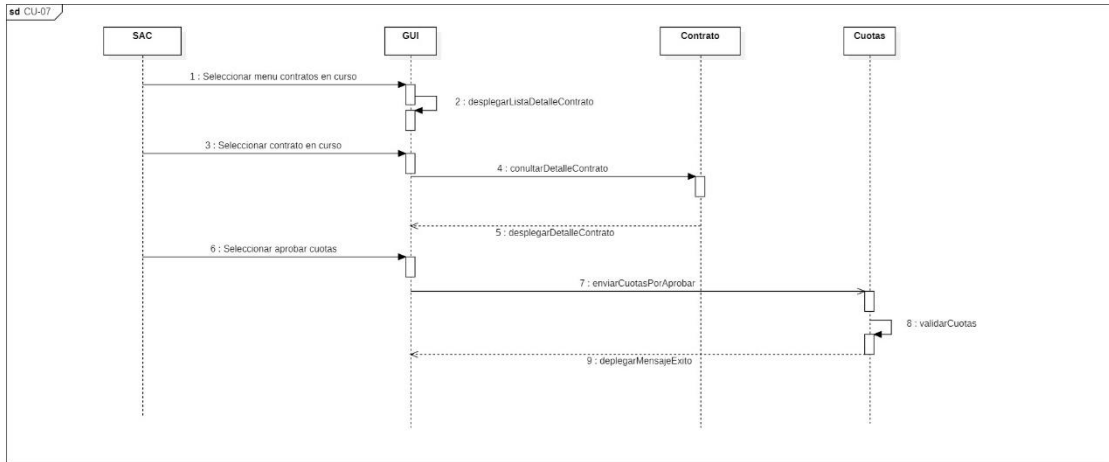 sd CU-07
SAC
GUI
Contrato
Cuotas
1 : Seleccionar menu contratos en curso
2 : desplegarListaDetalleContrato
3 : Seleccionar contrato en curso
4 : conultarDetalleContrato
5 : desplegarDetalleContrato
6 : Seleccionar aprobar cuotas
7 : enviarCuotasPorAprobar
8 : validarCuotas
9 : deplegarMensajeExito